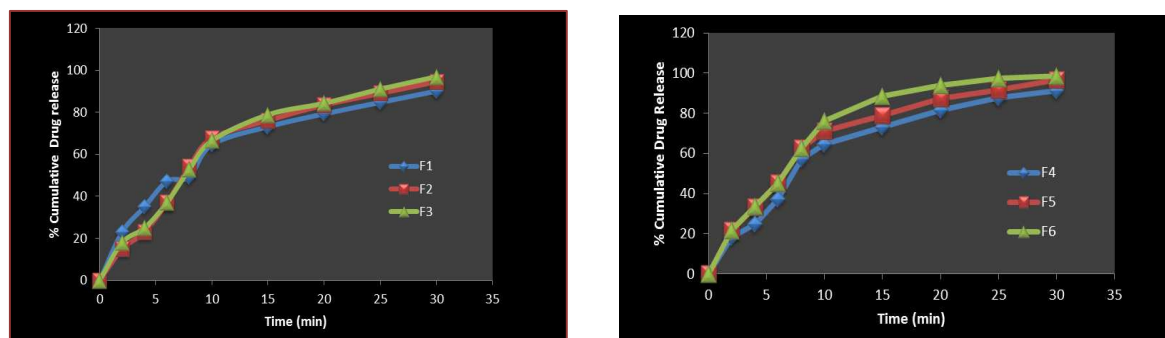 % Cumulative Drug release
120
100
80
60
40
20
0
0 5 10 15 20 25 30 35
Time (min)
F1
F2
F3
% Cumulative Drug Release
120
100
80
60
40
20
0
0 5 10 15 20 25 30 35
Time (min)
F4
F5
F6